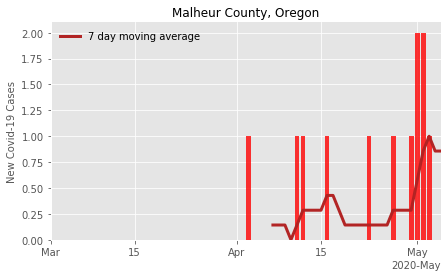 Malheur County, Oregon
7 day moving average
New Covid-19 Cases
2.00
1.75
1.50
1.25
1.00
0.75
0.50
0.25
0.00
Mar
15
Apr
15
May
2020-May